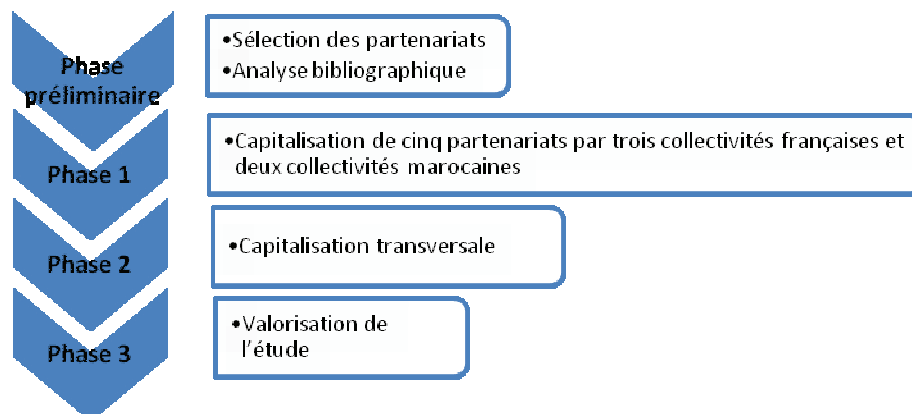 Phase
préliminaire
•Sélection des partenariats
•Analyse bibliographique
Phase 1
•Capitalisation de cinq partenariats par trois collectivités françaises et
deux collectivités marocaines
Phase 2
•Capitalisation transversale
Phase 3
•Valorisation de
l'étude